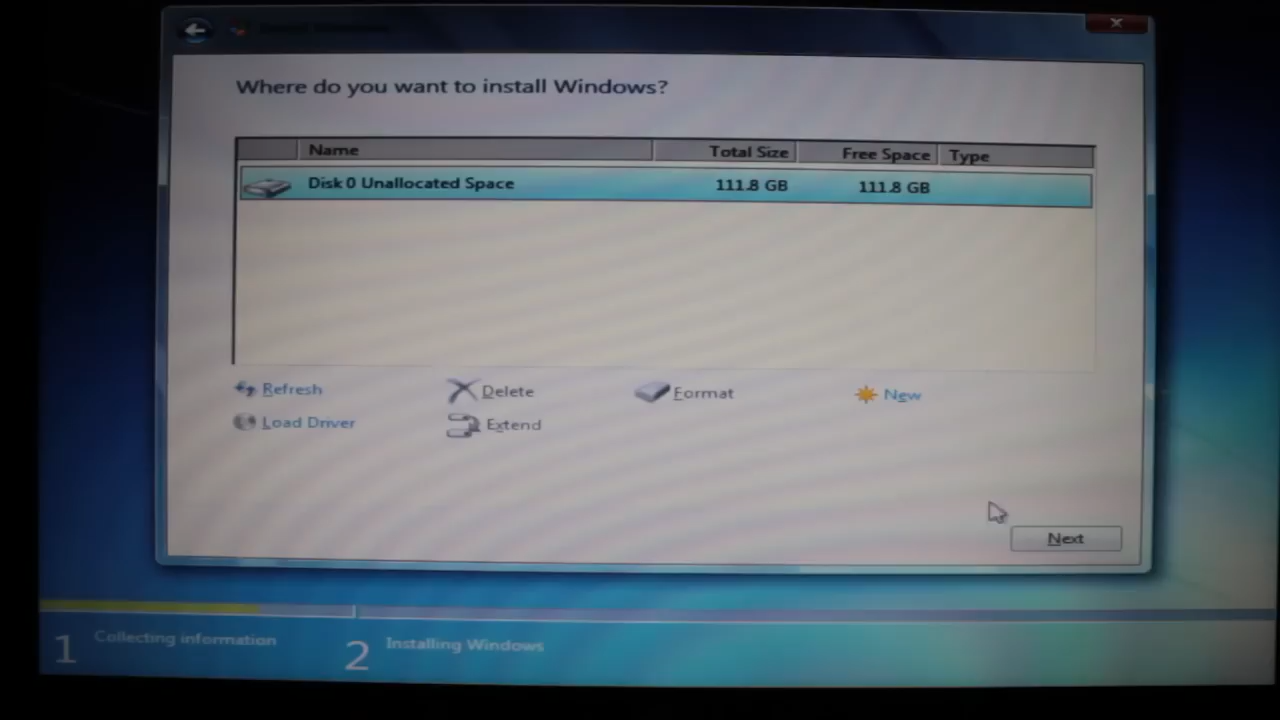 Where do you want to install Windows?
Name Total Size Free Space Type
Disk 0 Unallocated Space 111.8 GB 111.8 GB
Refresh Delete Format New
Load Driver Extend
Next
1 Collecting information 2 Installing Windows